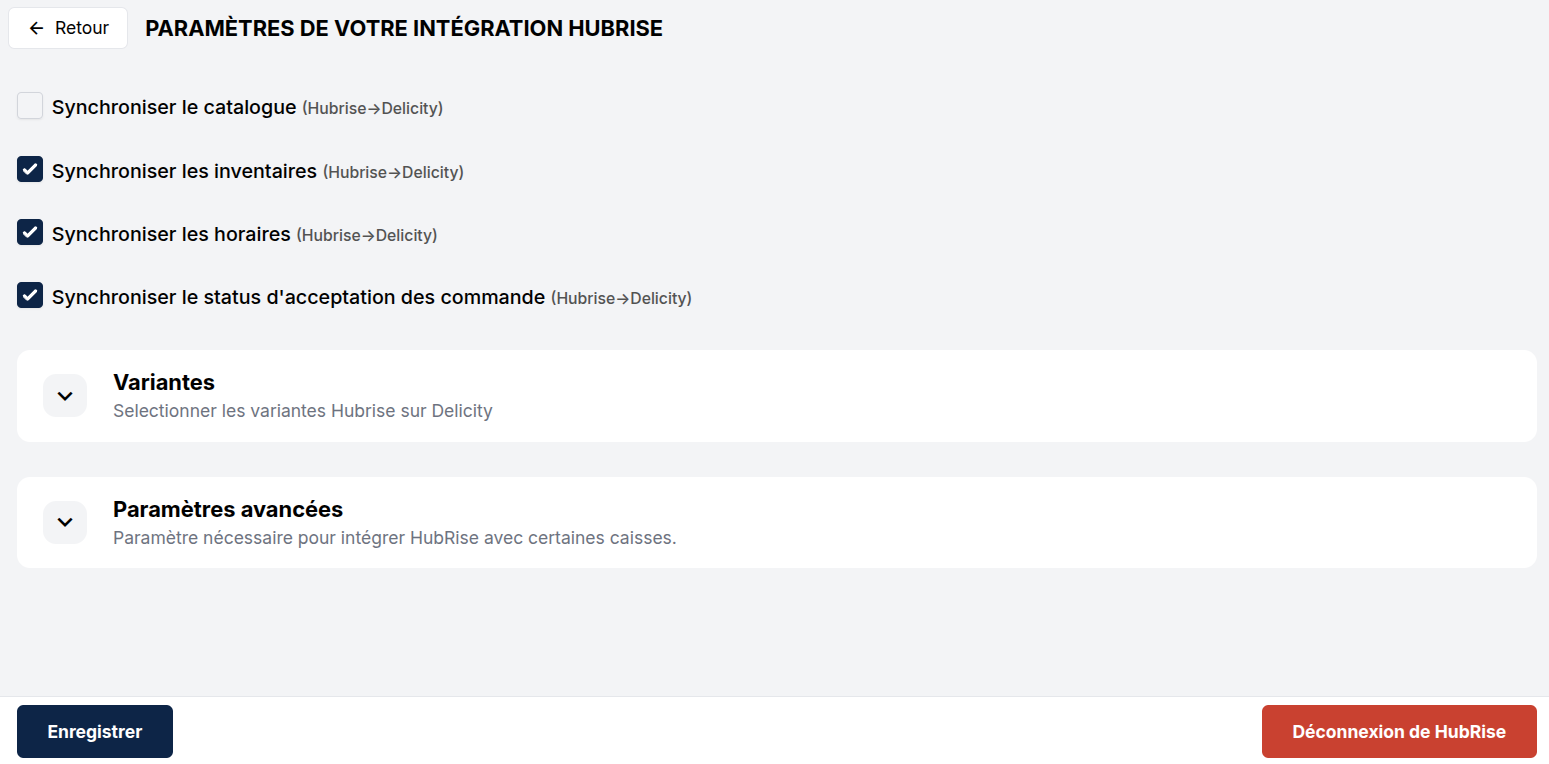 Retour
PARAMÈTRES DE VOTRE INTÉGRATION HUBRISE
Synchroniser le catalogue (Hubrise→Delicity)
Synchroniser les inventaires (Hubrise→Delicity)
Synchroniser les horaires (Hubrise→Delicity)
Synchroniser le status d'acceptation des commande (Hubrise→Delicity)
Variantes
Selectionner les variantes Hubrise sur Delicity
Paramètres avancées
Paramètre nécessaire pour intégrer HubRise avec certaines caisses.
Enregistrer
Déconnexion de HubRise